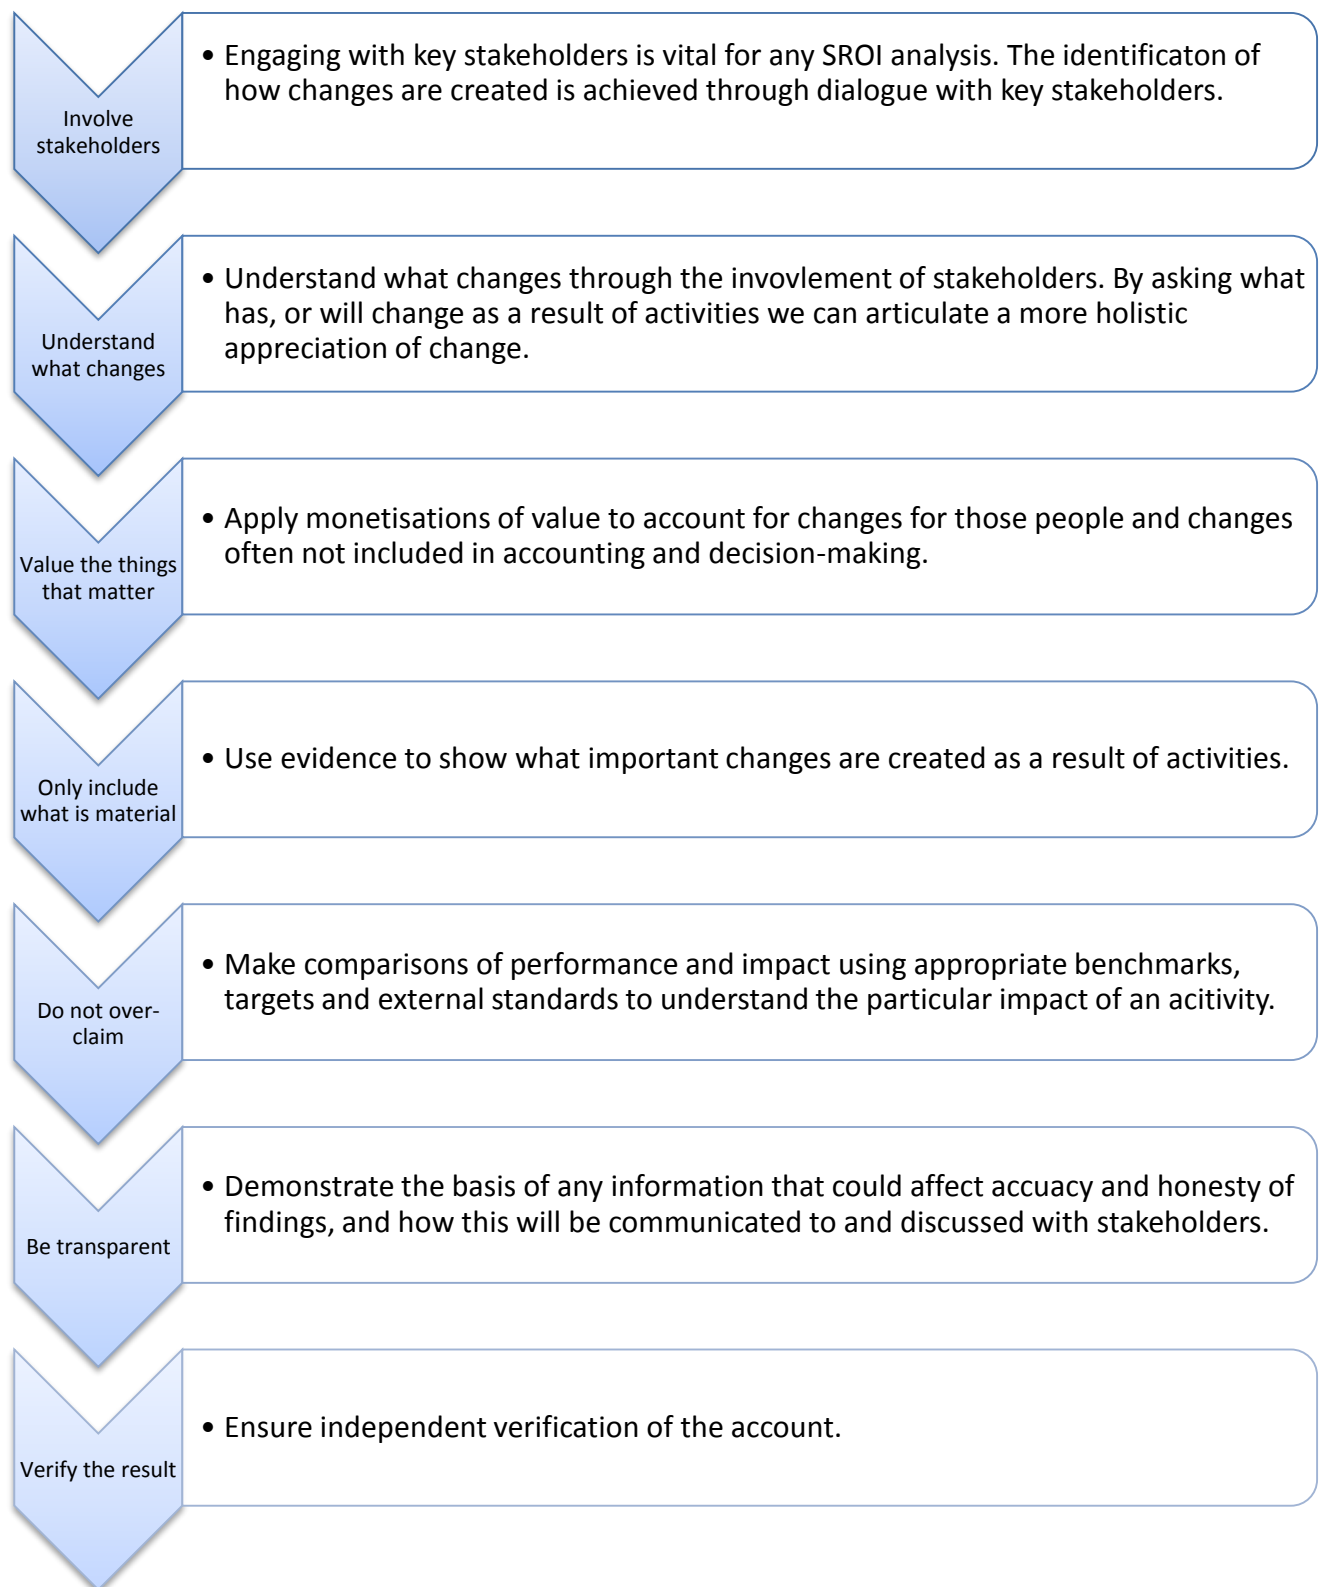 Involve
stakeholders
• Engaging with key stakeholders is vital for any SROI analysis. The identificaton of
how changes are created is achieved through dialogue with key stakeholders.
Understand
what changes
• Understand what changes through the invovlement of stakeholders. By asking what
has, or will change as a result of activities we can articulate a more holistic
appreciation of change.
Value the things
that matter
• Apply monetisations of value to account for changes for those people and changes
often not included in accounting and decision-making.
Only include
what is material
• Use evidence to show what important changes are created as a result of activities.
Do not over-
claim
• Make comparisons of performance and impact using appropriate benchmarks,
targets and external standards to understand the particular impact of an acitivity.
Be transparent
• Demonstrate the basis of any information that could affect accuacy and honesty of
findings, and how this will be communicated to and discussed with stakeholders.
Verify the result
• Ensure independent verification of the account.